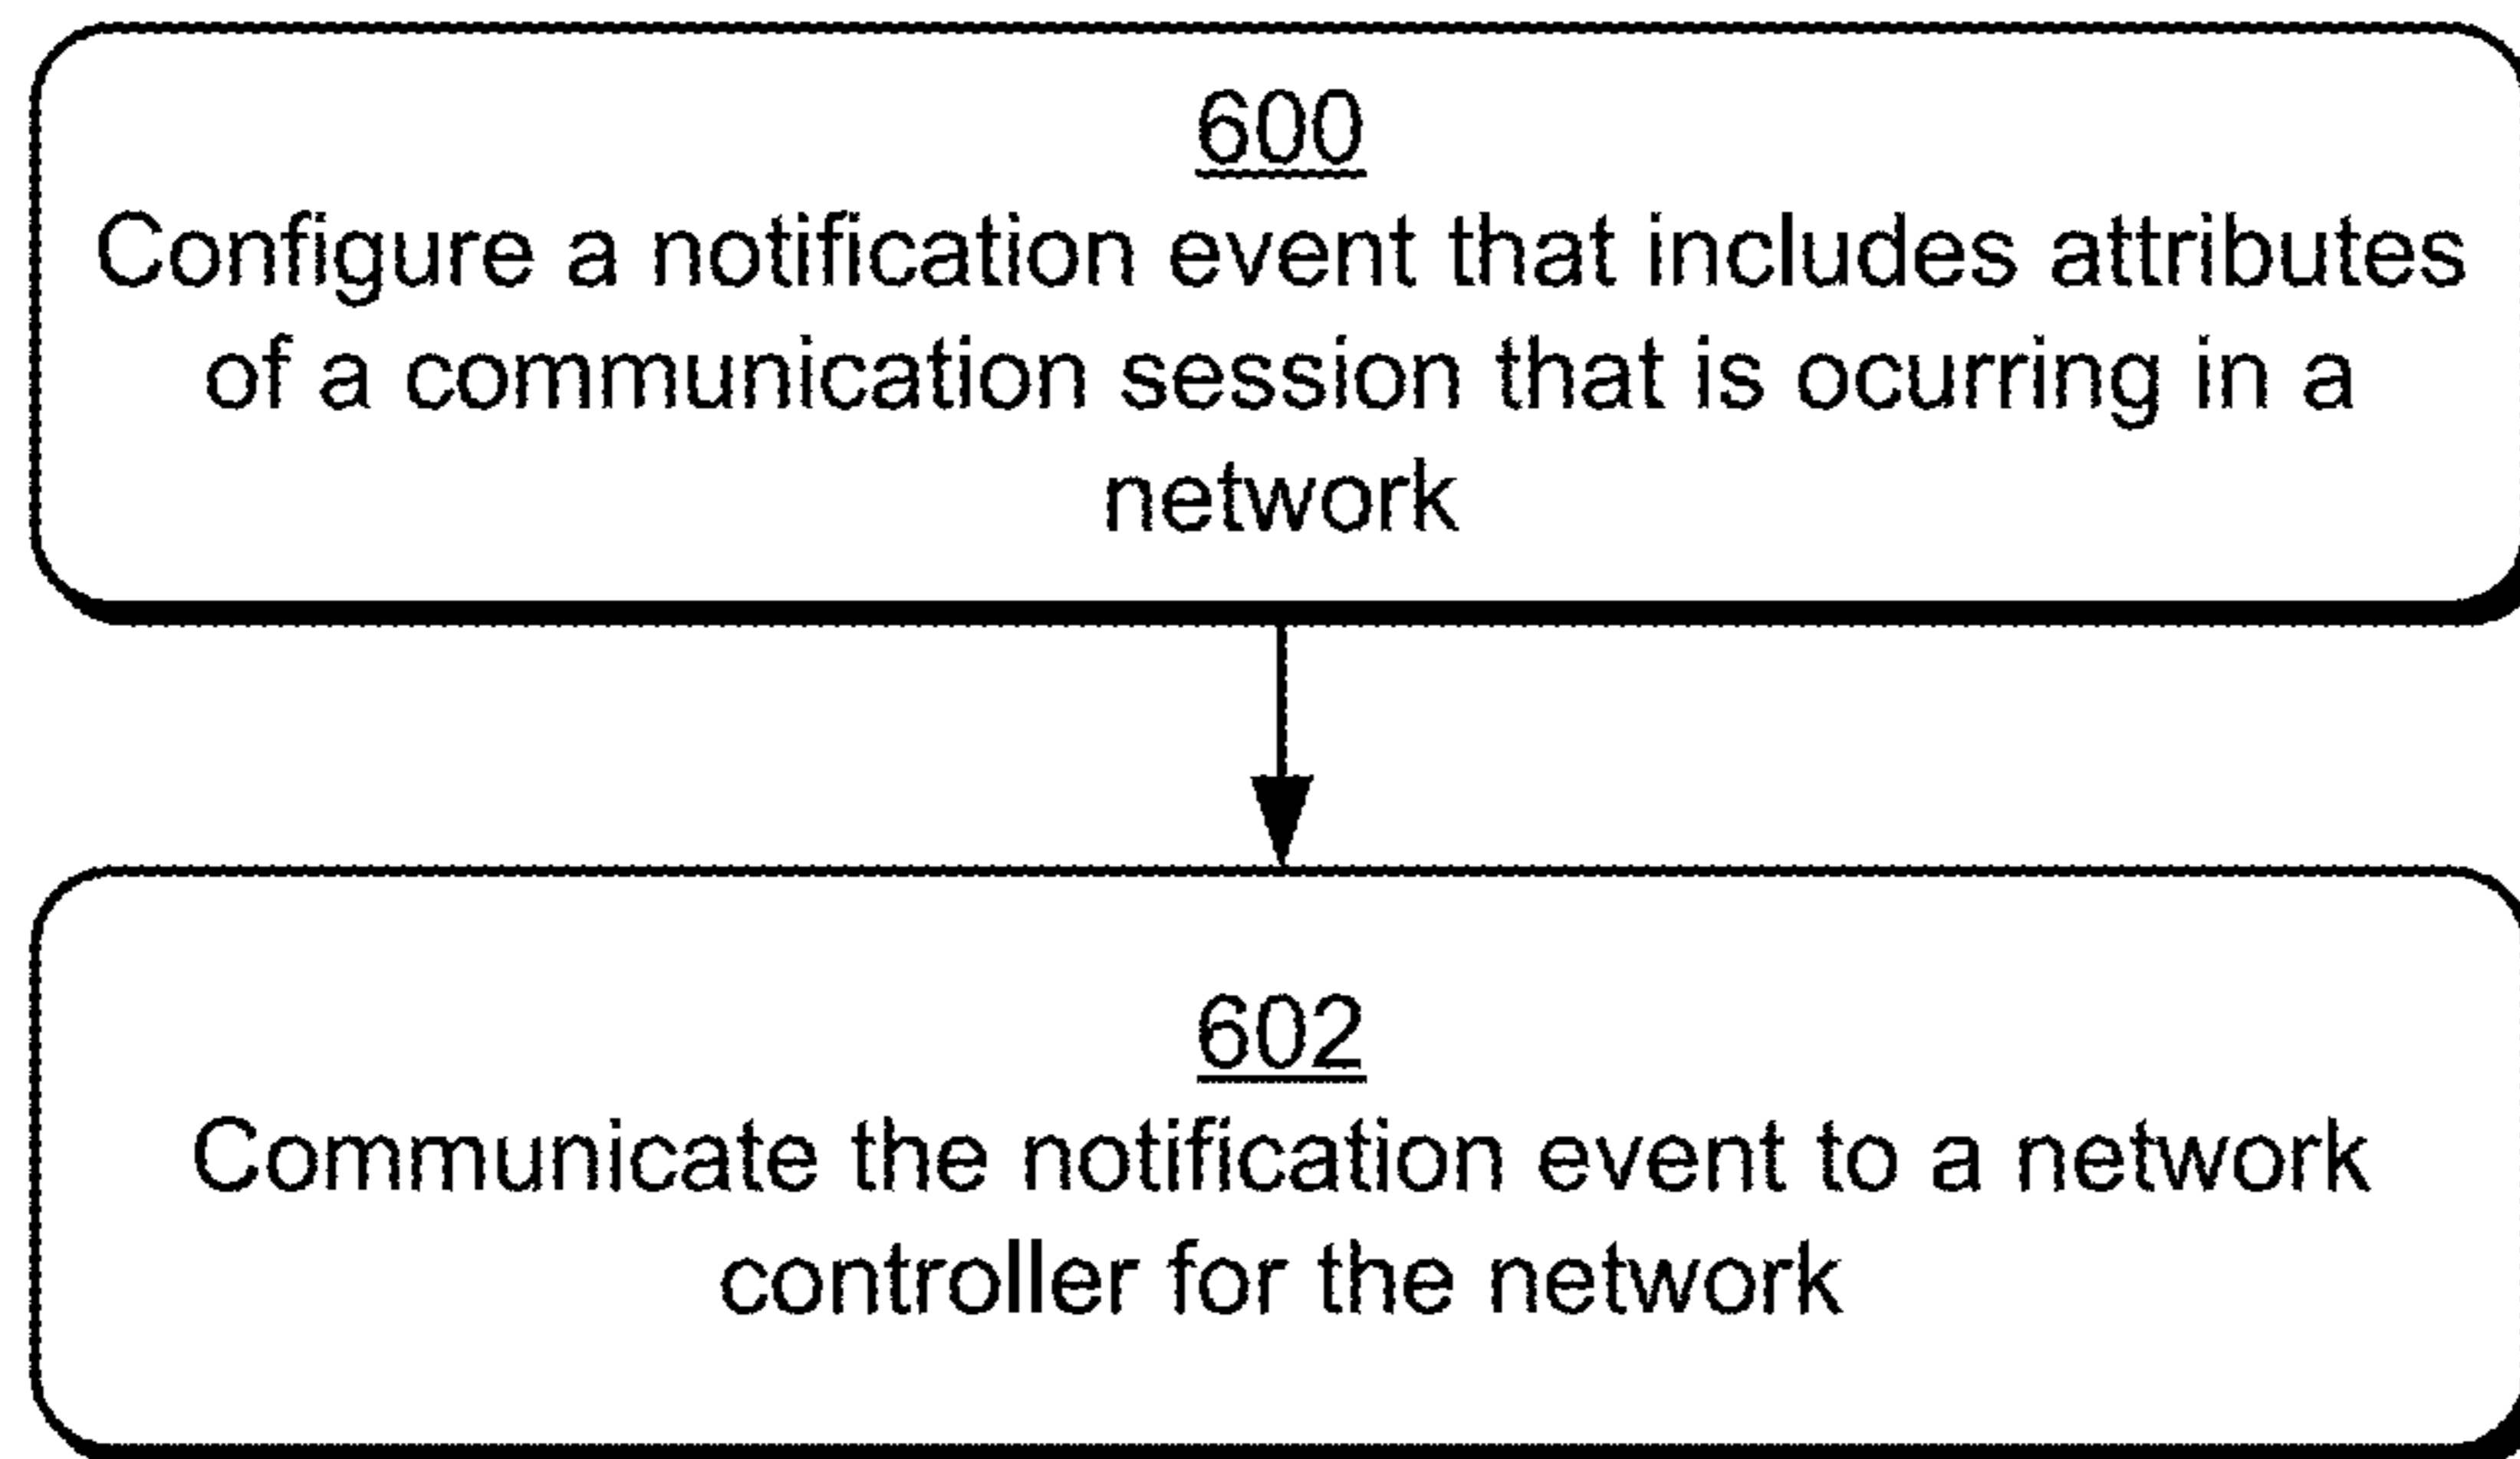 600
Configure a notification event that includes attributes
of a communication session that is ocurring in a
network
602
Communicate the notification event to a network
controller for the network